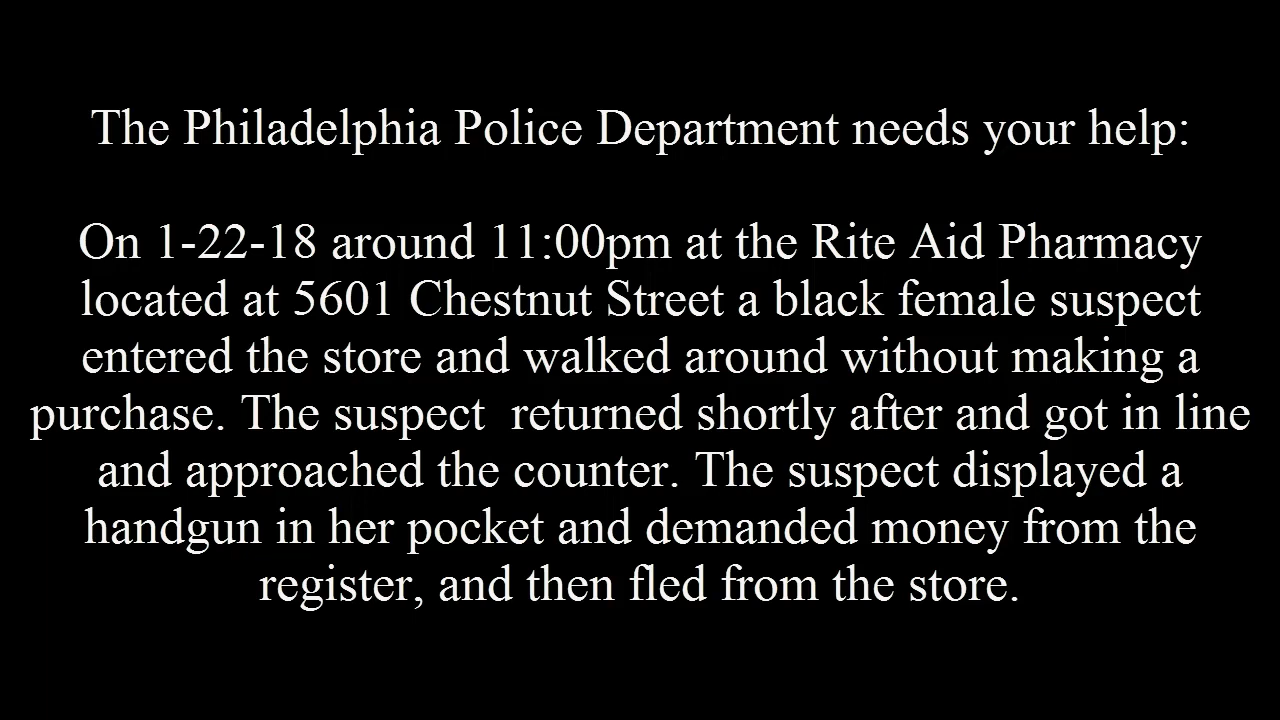 The Philadelphia Police Department needs your help:
On 1-22-18 around 11:00pm at the Rite Aid Pharmacy
located at 5601 Chestnut Street a black female suspect
entered the store and walked around without making a
purchase. The suspect  returned shortly after and got in line
and approached the counter. The suspect displayed a
handgun in her pocket and demanded money from the
register, and then fled from the store.